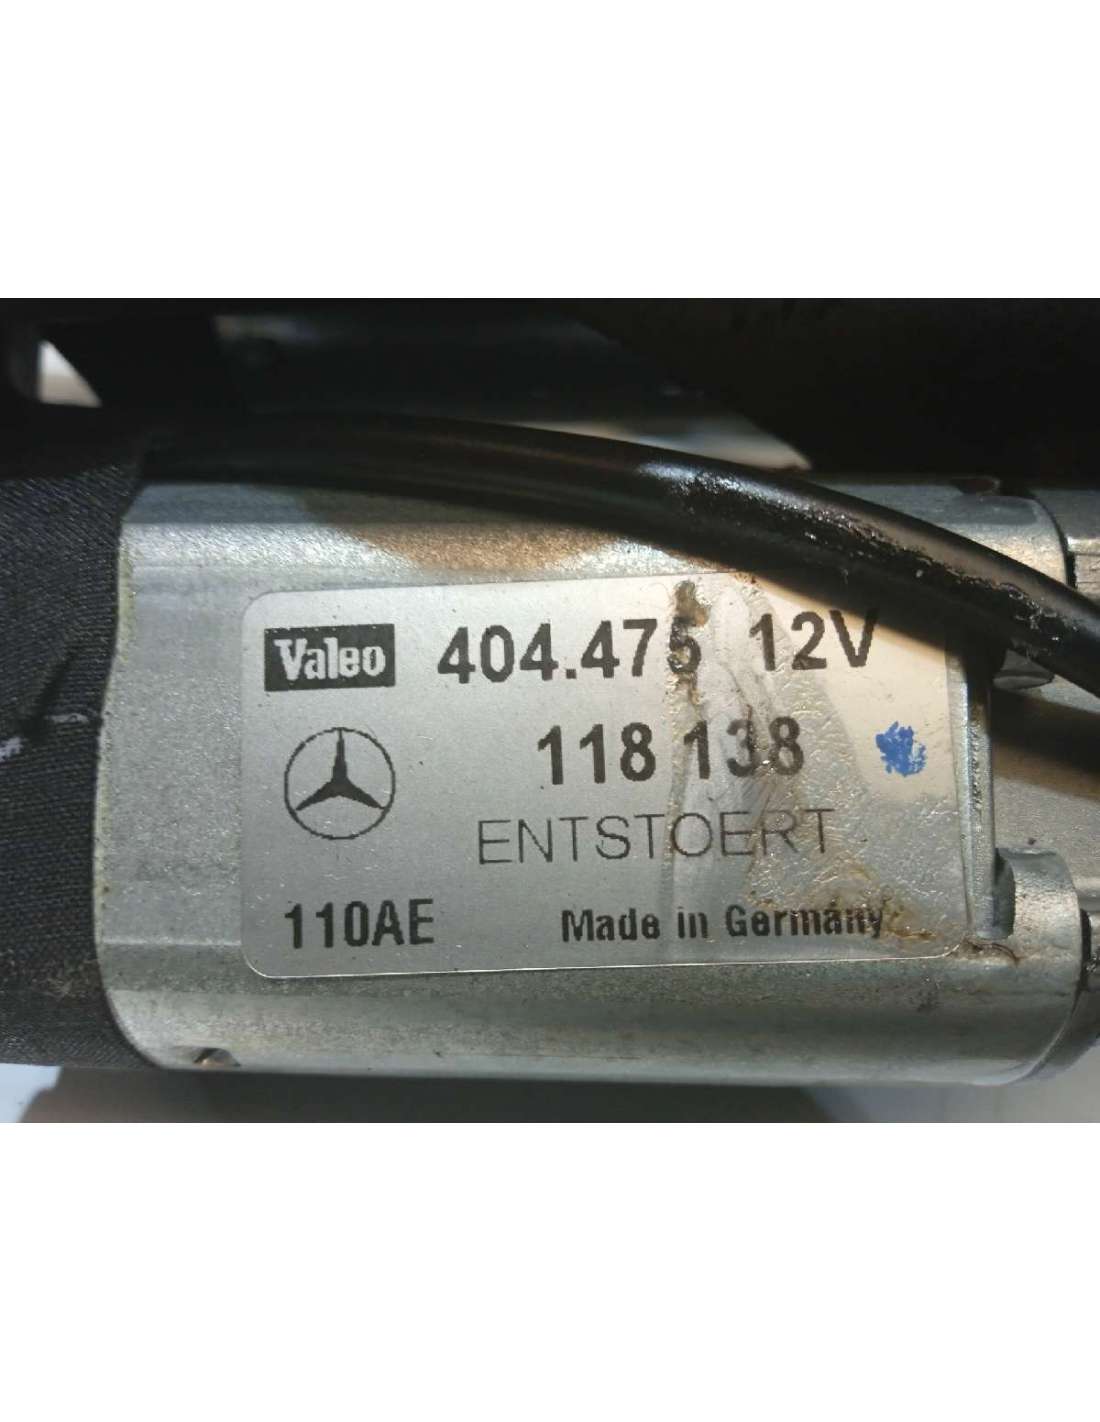 Valeo 404.475 12V
118 138
ENTSTOERT
110AE Made in Germany